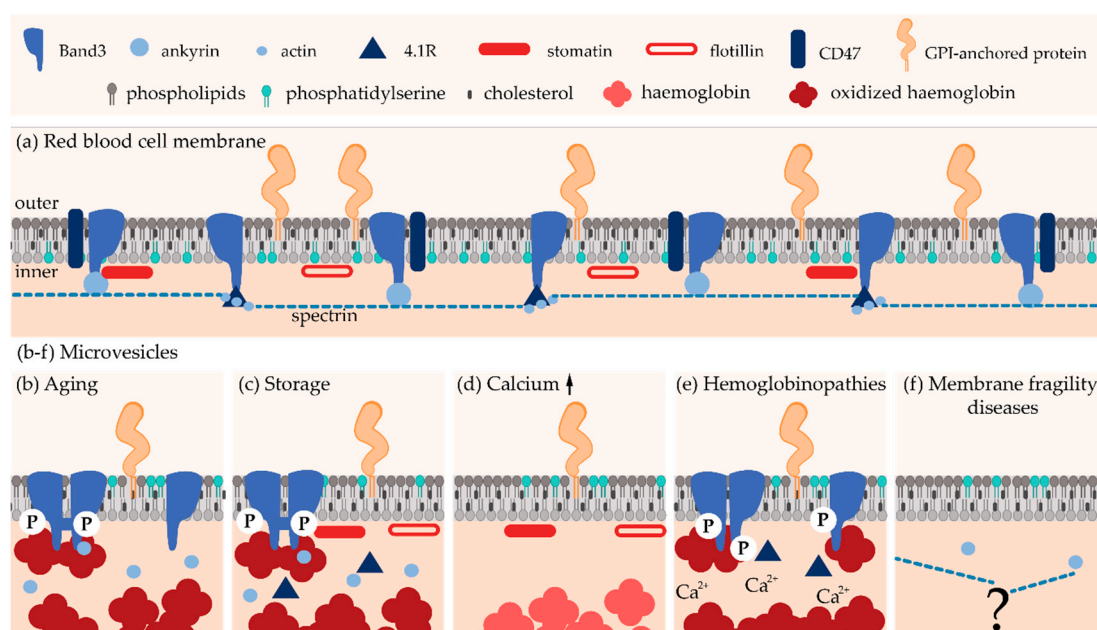 Band3 ankyrin actin 4.1R stomatin flotillin CD47 GPI-anchored protein
phospholipids phosphatidylserine cholesterol haemoglobin oxidized haemoglobin
(a) Red blood cell membrane
outer
inner
spectrin
(b-f) Microvesicles
(b) Aging
P P
(c) Storage
P P
(d) Calcium
(e) Hemoglobinopathies
P P P
Ca²⁺ Ca²⁺ Ca²⁺
(f) Membrane fragility
diseases
?